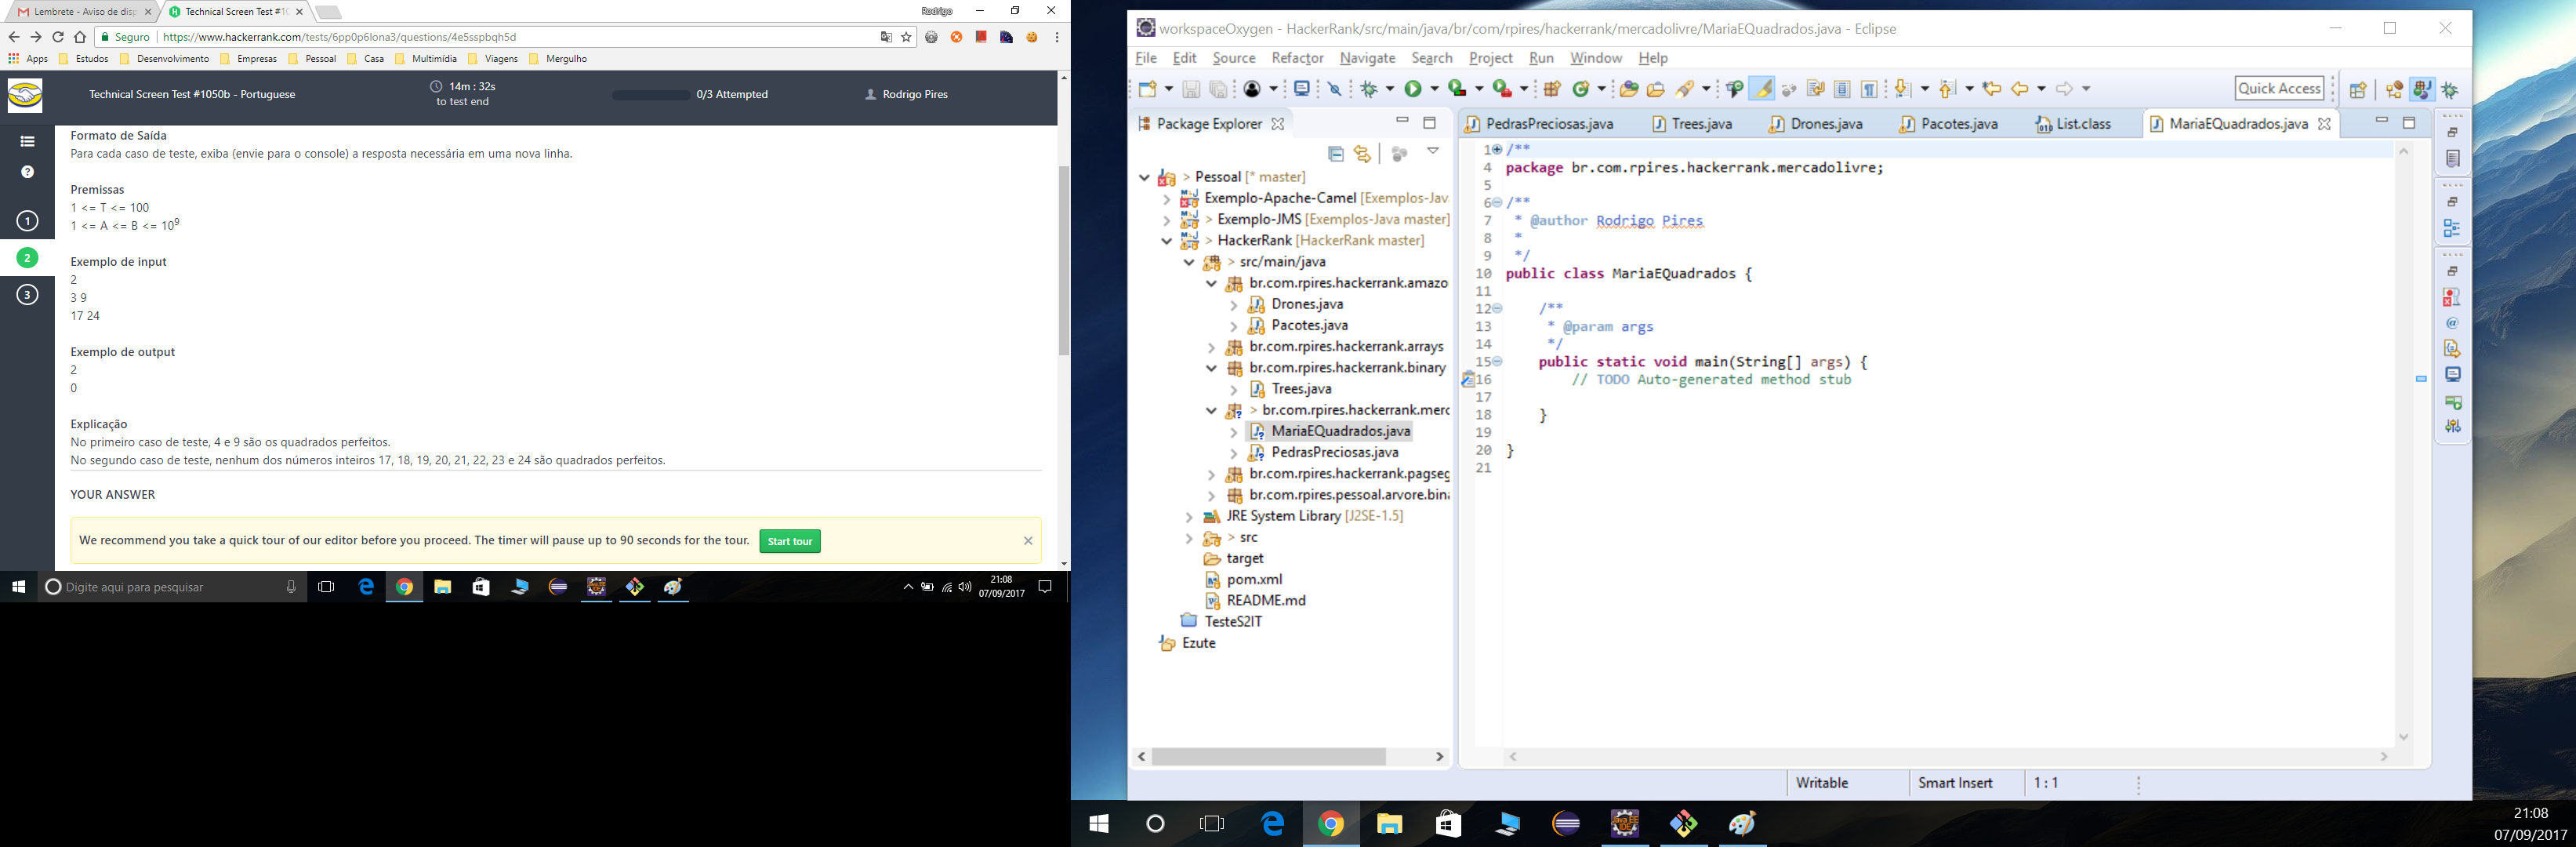 Lembrete - Aviso de disp
Technical Screen Test #10
Rodrigo
Seguro
https://www.hackerrank.com/tests/6pp0p6lona3/questions/4e5sspbqh5d
Apps Estudos Desenvolvimento Empresas Pessoal Casa Multimídia Viagens Mergulho
Technical Screen Test #1050b - Portuguese
14m : 32s
to test end
0/3 Attempted
Rodrigo Pires
Formato de Saída
Para cada caso de teste, exiba (envie para o console) a resposta necessária em uma nova linha.
Premissas
1 <= T <= 100
1 <= A <= B <= 10⁹
Exemplo de input
2
3 9
17 24
Exemplo de output
2
0
Explicação
No primeiro caso de teste, 4 e 9 são os quadrados perfeitos.
No segundo caso de teste, nenhum dos números inteiros 17, 18, 19, 20, 21, 22, 23 e 24 são quadrados perfeitos.
YOUR ANSWER
We recommend you take a quick tour of our editor before you proceed. The timer will pause up to 90 seconds for the tour.
Start tour
1
2
3
Digite aqui para pesquisar
21:08
07/09/2017
workspaceOxygen - HackerRank/src/main/java/br/com/rpires/hackerrank/mercadolivre/MariaEQuadrados.java - Eclipse
File Edit Source Refactor Navigate Search Project Run Window Help
Quick Access
Package Explorer
> Pessoal [* master]
Exemplo-Apache-Camel [Exemplos-Jav
> Exemplo-JMS [Exemplos-Java master]
> HackerRank [HackerRank master]
> src/main/java
br.com.rpires.hackerrank.amazo
Drones.java
Pacotes.java
br.com.rpires.hackerrank.arrays
br.com.rpires.hackerrank.binary
Trees.java
> br.com.rpires.hackerrank.merc
MariaEQuadrados.java
PedrasPreciosas.java
br.com.rpires.hackerrank.pagseg
br.com.rpires.pessoal.arvore.bina
JRE System Library [J2SE-1.5]
> src
target
pom.xml
README.md
TesteS2IT
Ezute
PedrasPreciosas.java Trees.java Drones.java Pacotes.java List.class MariaEQuadrados.java
1 /**
4 package br.com.rpires.hackerrank.mercadolivre;
5
6 /**
7 * @author Rodrigo Pires
8 *
9 */
10 public class MariaEQuadrados {
11
12 /**
13 * @param args
14 */
15 public static void main(String[] args) {
16 // TODO Auto-generated method stub
17
18 }
19
20 }
21
Writable
Smart Insert
1 : 1
21:08
07/09/2017